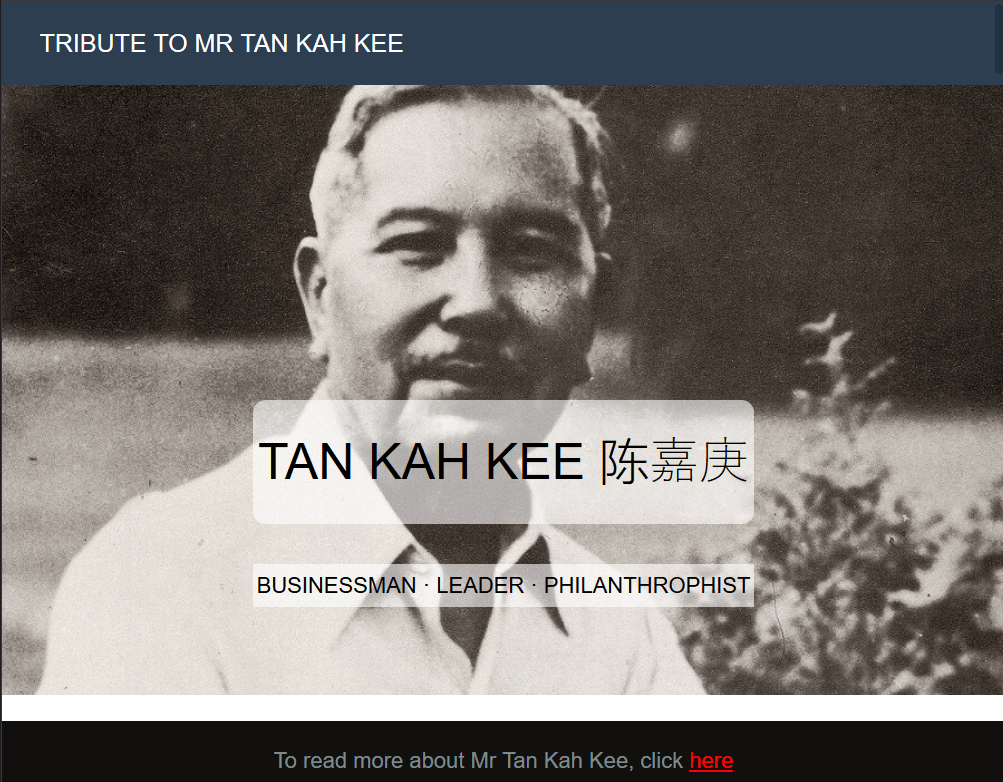 TRIBUTE TO MR TAN KAH KEE
TAN KAH KEE 陈嘉庚
BUSINESSMAN · LEADER · PHILANTHROPHIST
To read more about Mr Tan Kah Kee, click here